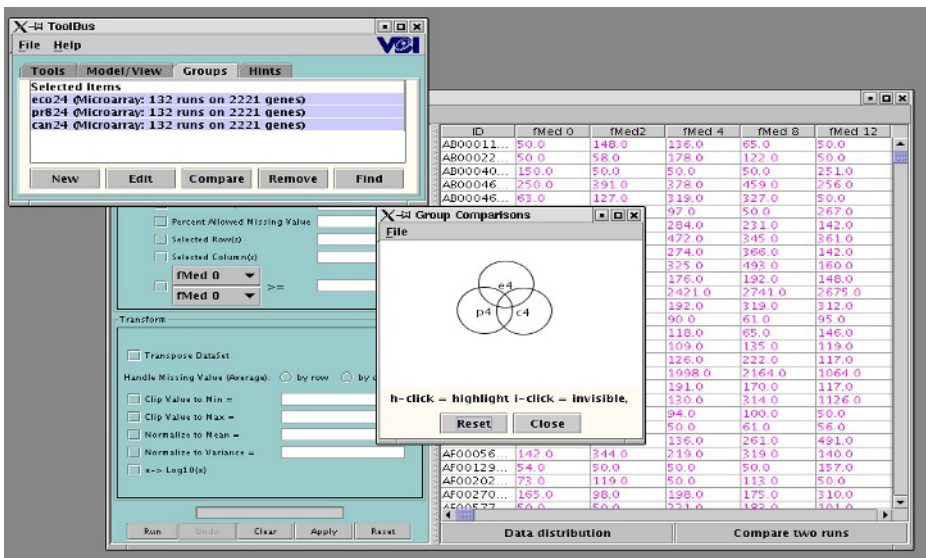 ToolBus
File Help
VOI
Tools Model/View Groups Hints
Selected Items
eco24 (Microarray: 132 runs on 2221 genes)
pr824 (Microarray: 132 runs on 2221 genes)
can24 (Microarray: 132 runs on 2221 genes)
New Edit Compare Remove Find
Percent Allowed Missing Value
Selected Row(s)
Selected Column(s)
fMed 0
>=
fMed 0
Transform
Transpose DataSet
Handle Missing Value (Average): by row by
Clip Value to Min =
Clip Value to Max =
Normalize to Mean =
Normalize to Variance =
x-> Log10(x)
Run Undo Clear Apply Reset
Group Comparisons
File
e4
p4 c4
h-click = highlight i-click = invisible,
Reset Close
ID fMed 0 fMed2 fMed 4 fMed 8 fMed 12
AB00011... 50.0 148.0 136.0 65.0 50.0
AB00022... 50.0 58.0 178.0 122.0 50.0
AB00040... 150.0 50.0 50.0 50.0 251.0
AB00046... 250.0 391.0 378.0 459.0 256.0
AB00046... 63.0 127.0 319.0 327.0 50.0
97.0 50.0 267.0
284.0 231.0 142.0
472.0 345.0 361.0
274.0 366.0 142.0
325.0 493.0 160.0
176.0 192.0 148.0
2421.0 2741.0 2675.0
192.0 319.0 312.0
90.0 61.0 95.0
118.0 65.0 146.0
109.0 135.0 119.0
126.0 222.0 117.0
1998.0 2164.0 1064.0
191.0 170.0 117.0
130.0 314.0 1126.0
94.0 100.0 50.0
50.0 61.0 56.0
136.0 261.0 491.0
AF00056... 142.0 344.0 219.0 319.0 140.0
AF00129... 54.0 50.0 50.0 50.0 157.0
AF00202... 73.0 119.0 50.0 113.0 50.0
AF00270... 165.0 98.0 198.0 175.0 310.0
Data distribution Compare two runs